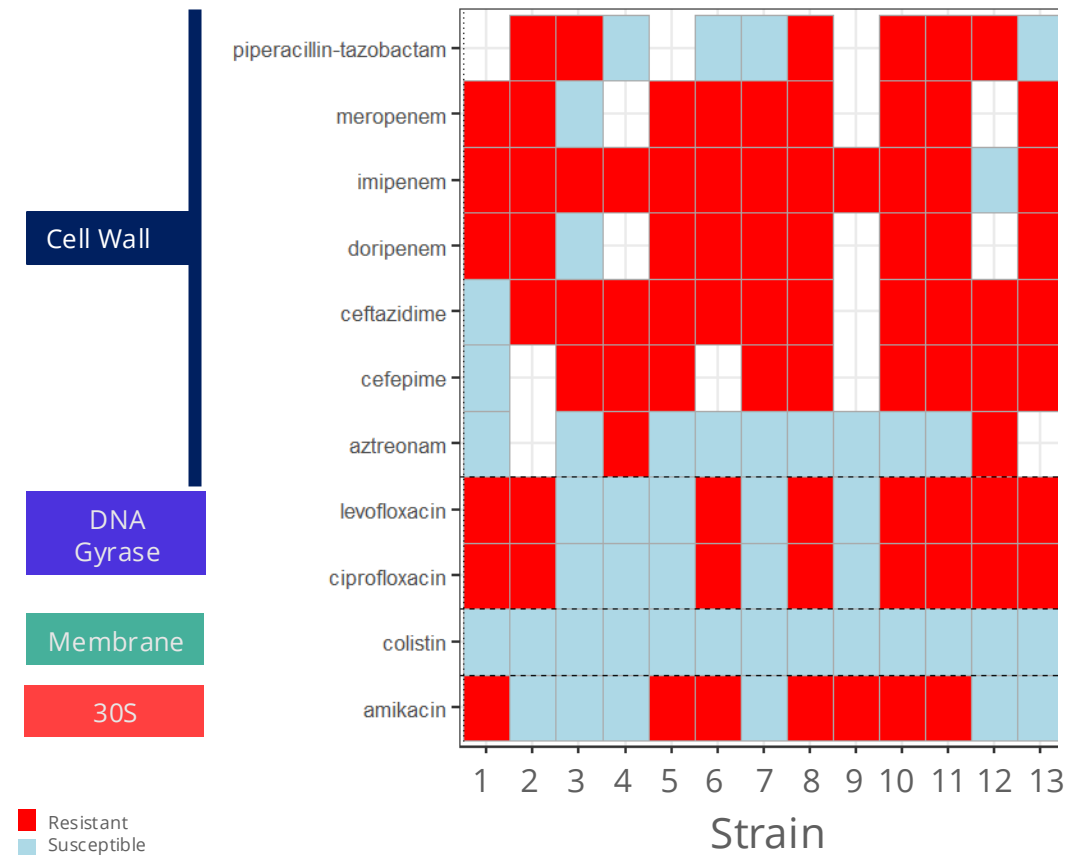 piperacillin-tazobactam
meropenem
imipenem
Cell Wall
doripenem
ceftazidime
cefepime
aztreonam
DNA
Gyrase
levofloxacin
ciprofloxacin
Membrane
colistin
30S
amikacin
1 2 3 4 5 6 7 8 9 10 11 12 13
Strain
Resistant
Susceptible